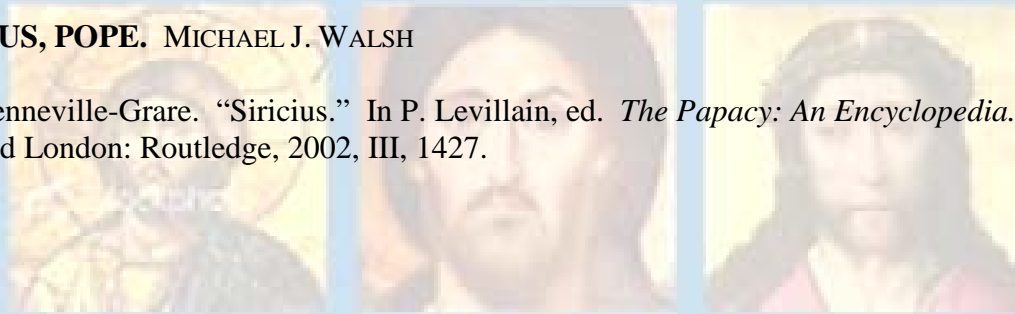 US, POPE. MICHAEL J. WALSH
enneville-Grare. “Siricius.” In P. Levillain, ed. The Papacy: An Encyclopedia.
d London: Routledge, 2002, III, 1427.